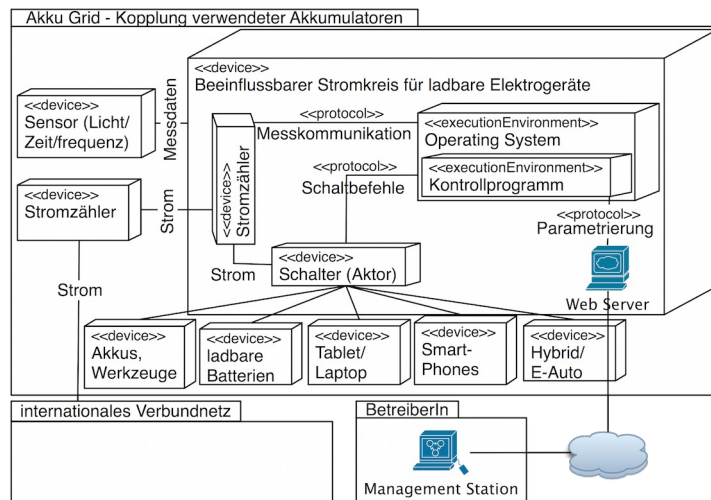 Akku Grid - Kopplung verwendeter Akkumulatoren
<<device>>
Beeinflussbarer Stromkreis für ladbare Elektrogeräte
<<device>>
Sensor (Licht/
Zeit/frequenz)
Messdaten
<<protocol>>
Messkommunikation
<<executionEnvironment>>
Operating System
<<protocol>>
Schaltbefehle
<<executionEnvironment>>
Kontrollprogramm
<<device>>
Stromzähler
Strom
<<device>>
Stromzähler
<<protocol>>
Parametrierung
Strom
<<device>>
Schalter (Aktor)
Strom
Web Server
<<device>>
Akkus,
Werkzeuge
<<device>>
ladbare
Batterien
<<device>>
Tablet/
Laptop
<<device>>
Smart-
Phones
<<device>>
Hybrid/
E-Auto
internationales Verbundnetz
BetreiberIn
Management Station